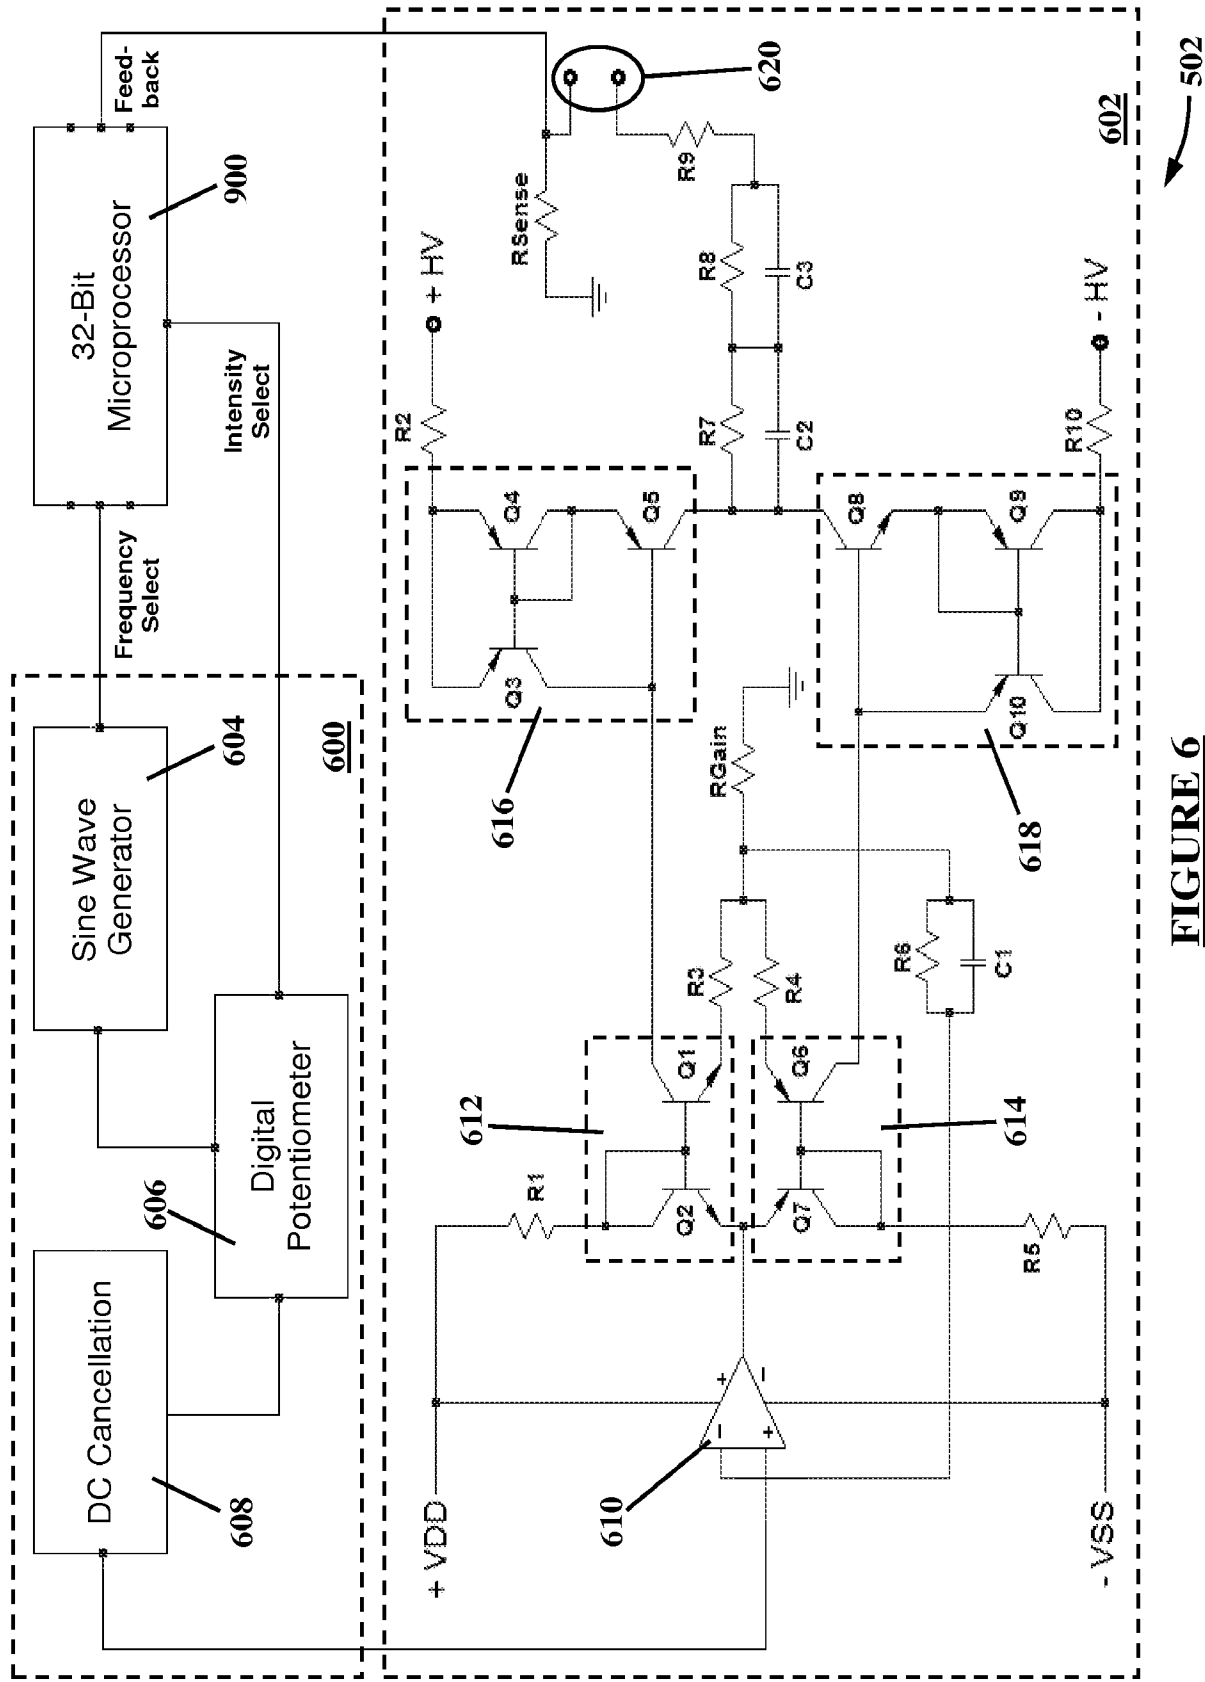 DC Cancellation
608
Digital
Potentiometer
606
Sine Wave
Generator
604
600
Frequency
Select
32-Bit
Microprocessor
900
Intensity
Select
Feed-
back
+ VDD
- VSS
610
+
-
-
+
R1
R5
612
Q2
Q1
614
Q7
Q6
R3
R4
R6
C1
RGain
616
Q3
Q4
Q5
618
Q10
Q9
Q8
R2
+ HV
R10
- HV
R7
C2
R8
C3
R9
RSense
620
602
502
FIGURE 6